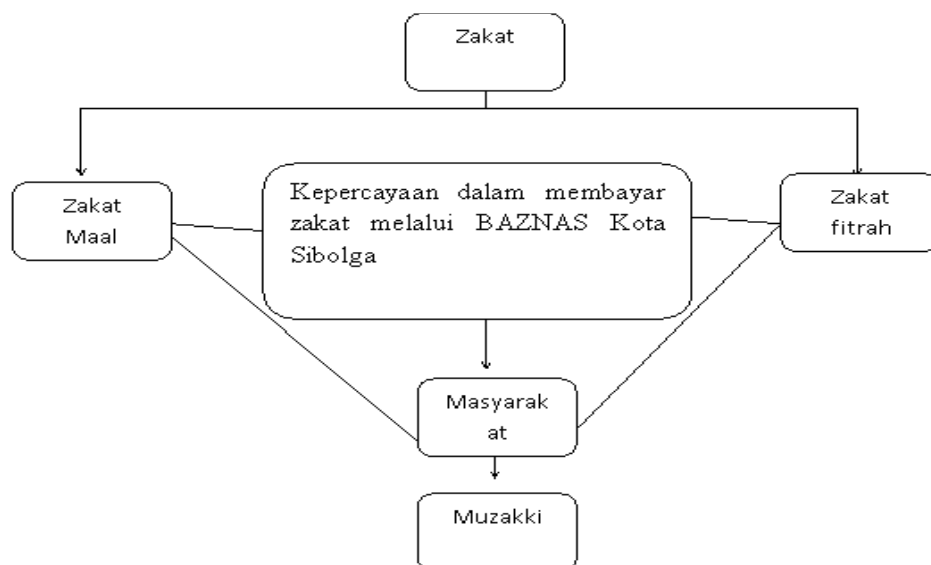 Zakat
Zakat
Maal
Kepercayaan dalam membayar
zakat melalui BAZNAS Kota
Sibolga
Zakat
fitrah
Masyarak
at
Muzakki